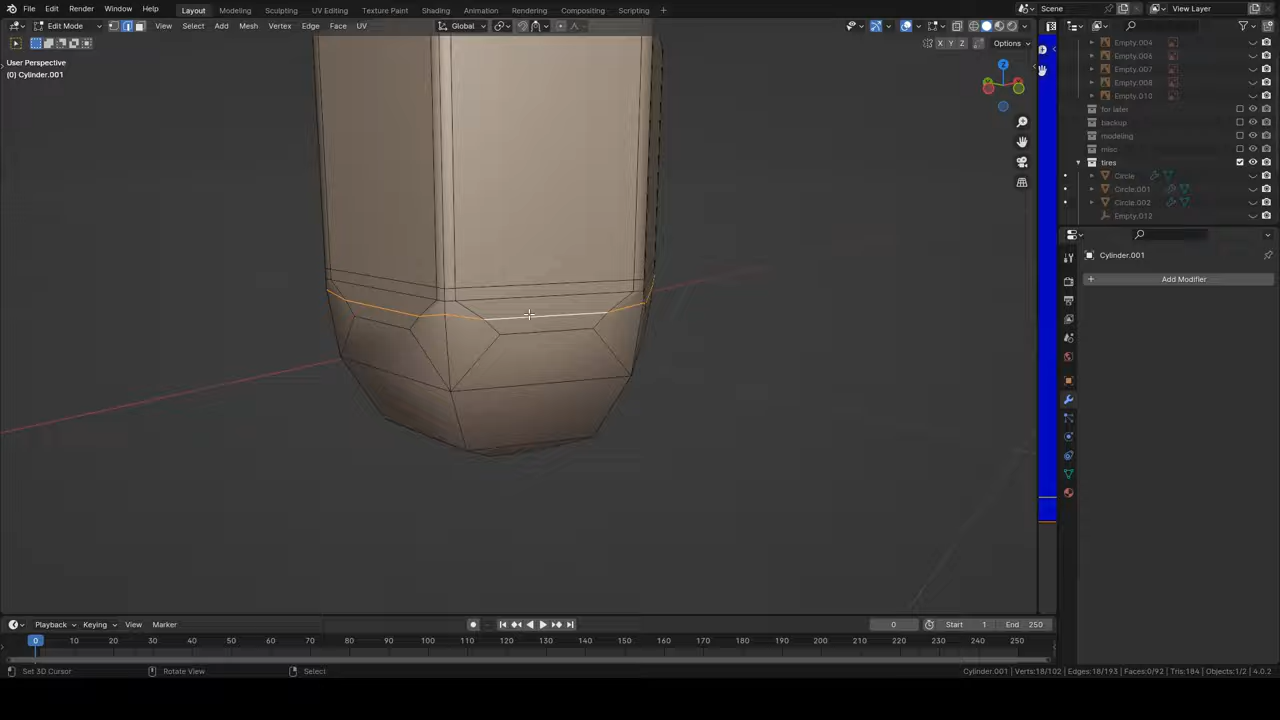 File Edit Render Window Help Layout Modeling Sculpting UV Editing Texture Paint Shading Animation Rendering Compositing Scripting + Scene View Layer
Edit Mode View Select Add Mesh Vertex Edge Face UV Global
X Y Z Options
User Perspective
(0) Cylinder.001
Z
Empty.004
Empty.006
Empty.007
Empty.008
Empty.010
for later
backup
modeling
misc
tires
Circle
Circle.001
Circle.002
Empty.012
Cylinder.001
+ Add Modifier
Playback Keying View Marker 0 Start 1 End 250
0 10 20 30 40 50 60 70 80 90 100 110 120 130 140 150 160 170 180 190 200 210 220 230 240 250
Set 3D Cursor Rotate View Select Cylinder.001 | Verts:18/102 | Edges:18/193 | Faces:0/92 | Tris:184 | Objects:1/2 | 4.0.2